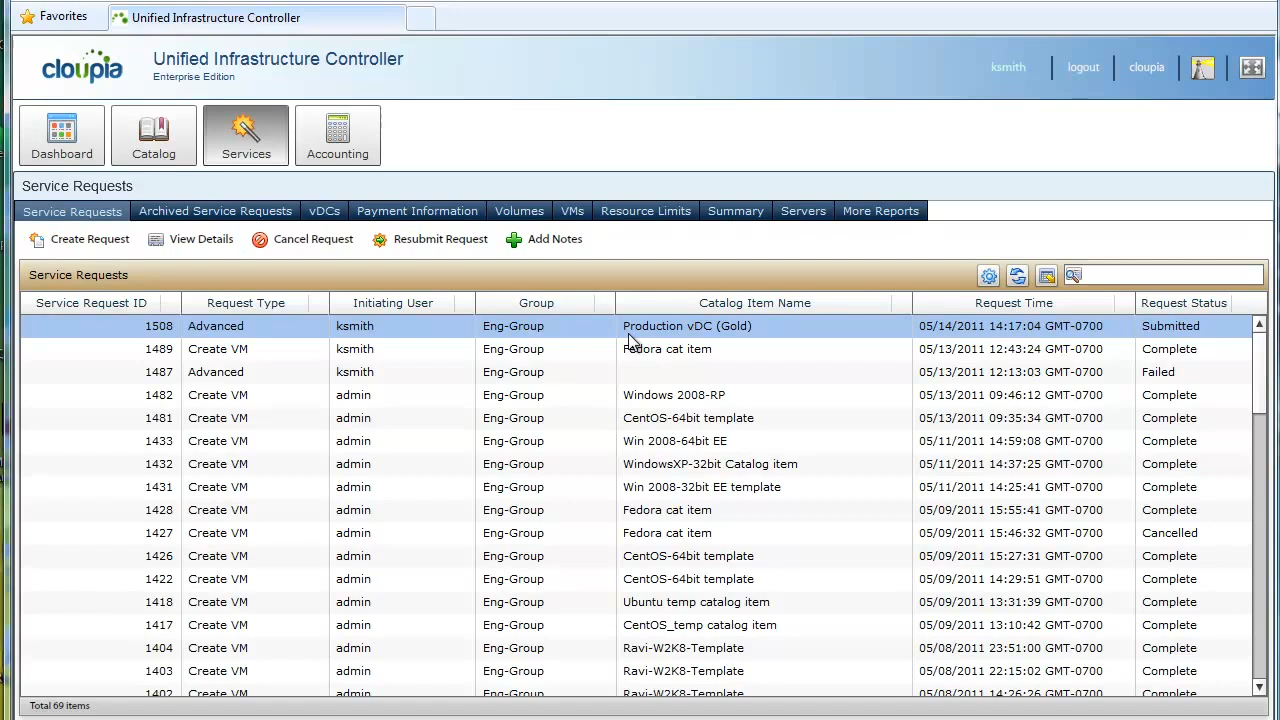 Favorites
Unified Infrastructure Controller
cloupia
Unified Infrastructure Controller
Enterprise Edition
ksmith
logout
cloupia
Dashboard
Catalog
Services
Accounting
Service Requests
Service Requests Archived Service Requests vDCs Payment Information Volumes VMs Resource Limits Summary Servers More Reports
Create Request View Details Cancel Request Resubmit Request Add Notes
Service Requests
Service Request ID Request Type Initiating User Group Catalog Item Name Request Time Request Status
1508 Advanced ksmith Eng-Group Production vDC (Gold) 05/14/2011 14:17:04 GMT-0700 Submitted
1489 Create VM ksmith Eng-Group Fedora cat item 05/13/2011 12:43:24 GMT-0700 Complete
1487 Advanced ksmith Eng-Group 05/13/2011 12:13:03 GMT-0700 Failed
1482 Create VM admin Eng-Group Windows 2008-RP 05/13/2011 09:46:12 GMT-0700 Complete
1481 Create VM admin Eng-Group CentOS-64bit template 05/13/2011 09:35:34 GMT-0700 Complete
1433 Create VM admin Eng-Group Win 2008-64bit EE 05/11/2011 14:59:08 GMT-0700 Complete
1432 Create VM admin Eng-Group WindowsXP-32bit Catalog item 05/11/2011 14:37:25 GMT-0700 Complete
1431 Create VM admin Eng-Group Win 2008-32bit EE template 05/11/2011 14:25:41 GMT-0700 Complete
1428 Create VM admin Eng-Group Fedora cat item 05/09/2011 15:55:41 GMT-0700 Complete
1427 Create VM admin Eng-Group Fedora cat item 05/09/2011 15:46:32 GMT-0700 Cancelled
1426 Create VM admin Eng-Group CentOS-64bit template 05/09/2011 15:27:31 GMT-0700 Complete
1422 Create VM admin Eng-Group CentOS-64bit template 05/09/2011 14:29:51 GMT-0700 Complete
1418 Create VM admin Eng-Group Ubuntu temp catalog item 05/09/2011 13:31:39 GMT-0700 Complete
1417 Create VM admin Eng-Group CentOS_temp catalog item 05/09/2011 13:10:42 GMT-0700 Complete
1404 Create VM admin Eng-Group Ravi-W2K8-Template 05/08/2011 23:51:00 GMT-0700 Complete
1403 Create VM admin Eng-Group Ravi-W2K8-Template 05/08/2011 22:15:02 GMT-0700 Complete
1402 Create VM admin Eng-Group Ravi-W2K8-Template 05/08/2011 14:26:26 GMT-0700 Complete
Total 69 items